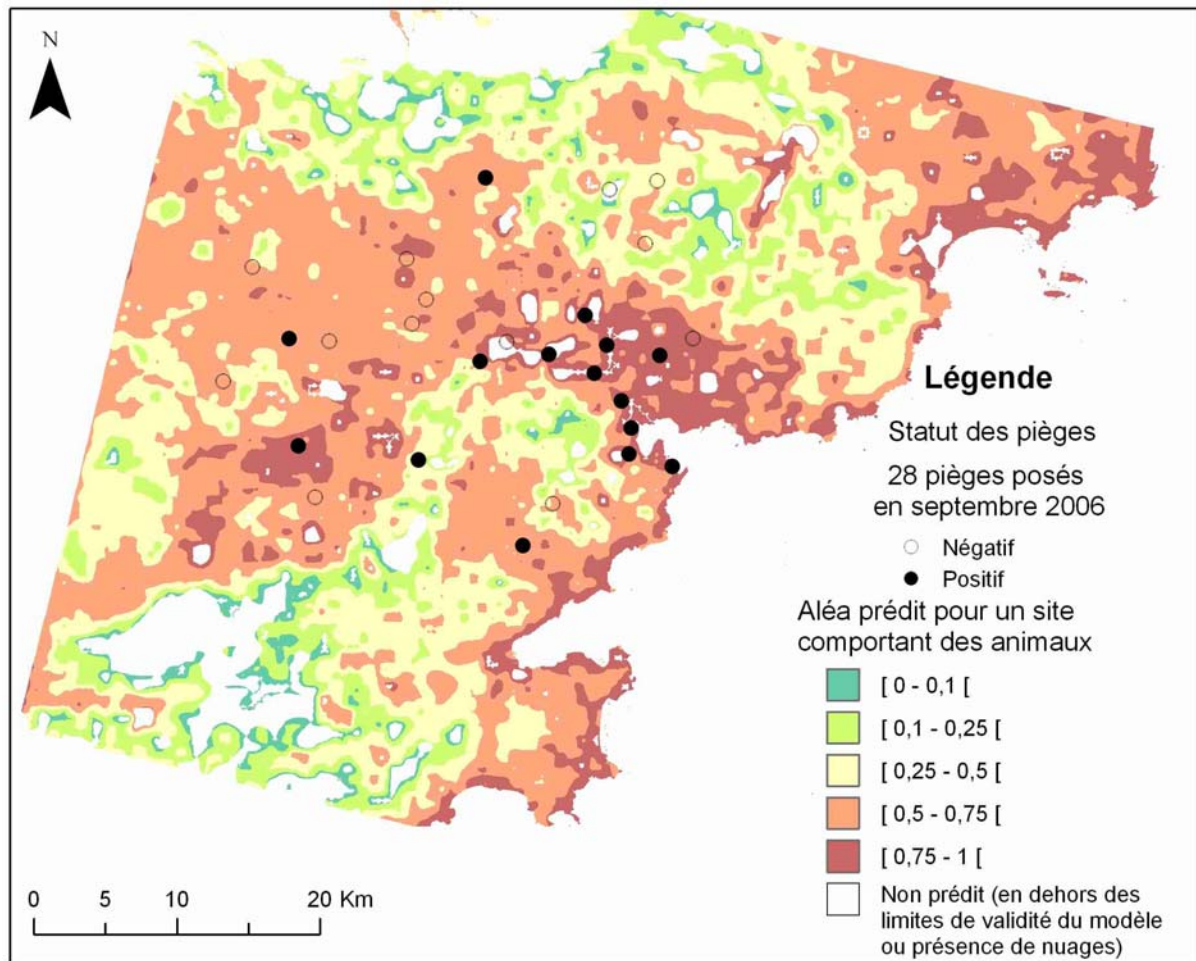 N
Légende
Statut des pièges
28 pièges posés
en septembre 2006
Négatif
Positif
Aléa prédit pour un site
comportant des animaux
[ 0 - 0,1 [
[ 0,1 - 0,25 [
[ 0,25 - 0,5 [
[ 0,5 - 0,75 [
[ 0,75 - 1 [
Non prédit (en dehors des
limites de validité du modèle
ou présence de nuages)
0 5 10 20 Km